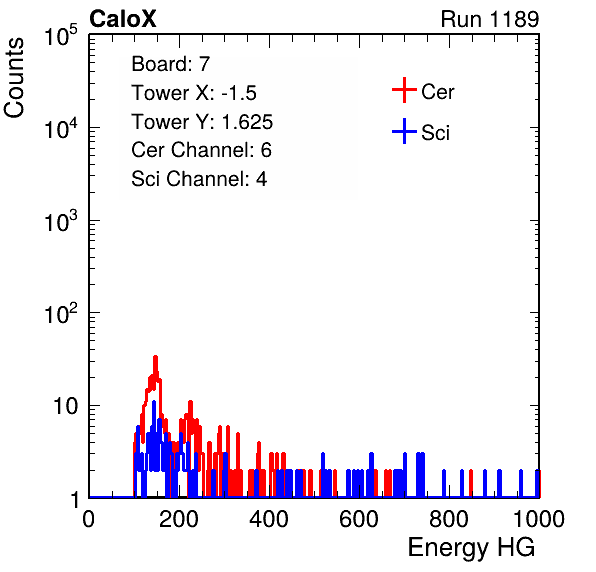 CaloX Run 1189
Counts
10^5
10^4
10^3
10^2
10
1
Board: 7
Tower X: -1.5
Tower Y: 1.625
Cer Channel: 6
Sci Channel: 4
Cer
Sci
0 200 400 600 800 1000
Energy HG